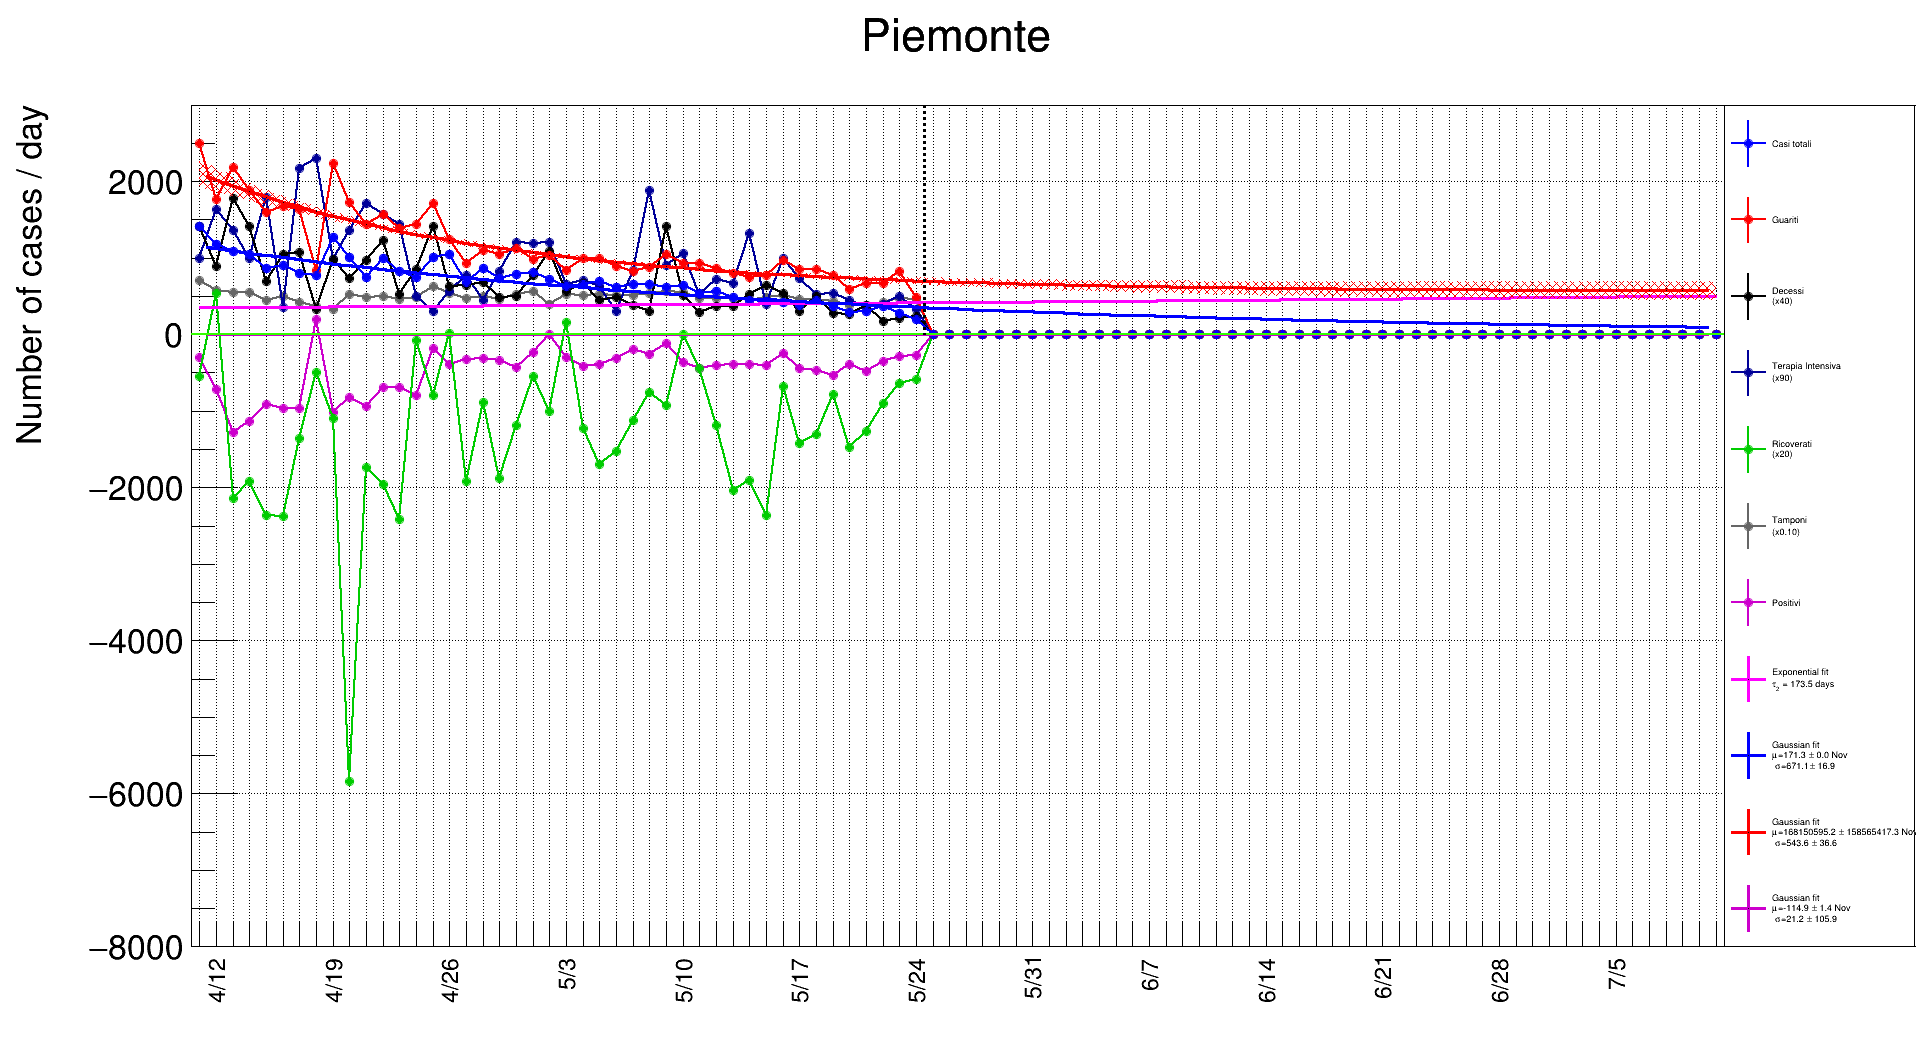 Piemonte
Number of cases / day
2000
0
−2000
−4000
−6000
−8000
4/12
4/19
4/26
5/3
5/10
5/17
5/24
5/31
6/7
6/14
6/21
6/28
7/5
Casi totali
Guariti
Decessi
(x40)
Terapia Intensiva
(x90)
Ricoverati
(x20)
Tamponi
(x0.10)
Positivi
Exponential fit
τ₂ = 173.5 days
Gaussian fit
μ=171.3 ± 0.0 Nov
σ=671.1 ± 16.9
Gaussian fit
μ=168150595.2 ± 158565417.3 Nov
σ=543.6 ± 36.6
Gaussian fit
μ=-114.9 ± 1.4 Nov
σ=21.2 ± 105.9